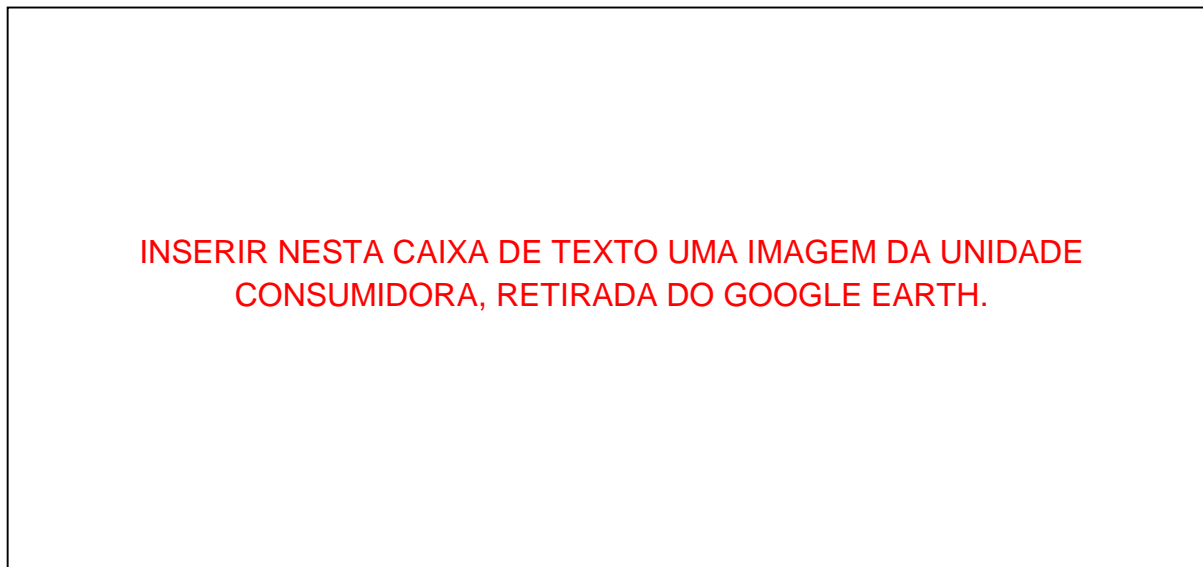 INSERIR NESTA CAIXA DE TEXTO UMA IMAGEM DA UNIDADE
CONSUMIDORA, RETIRADA DO GOOGLE EARTH.